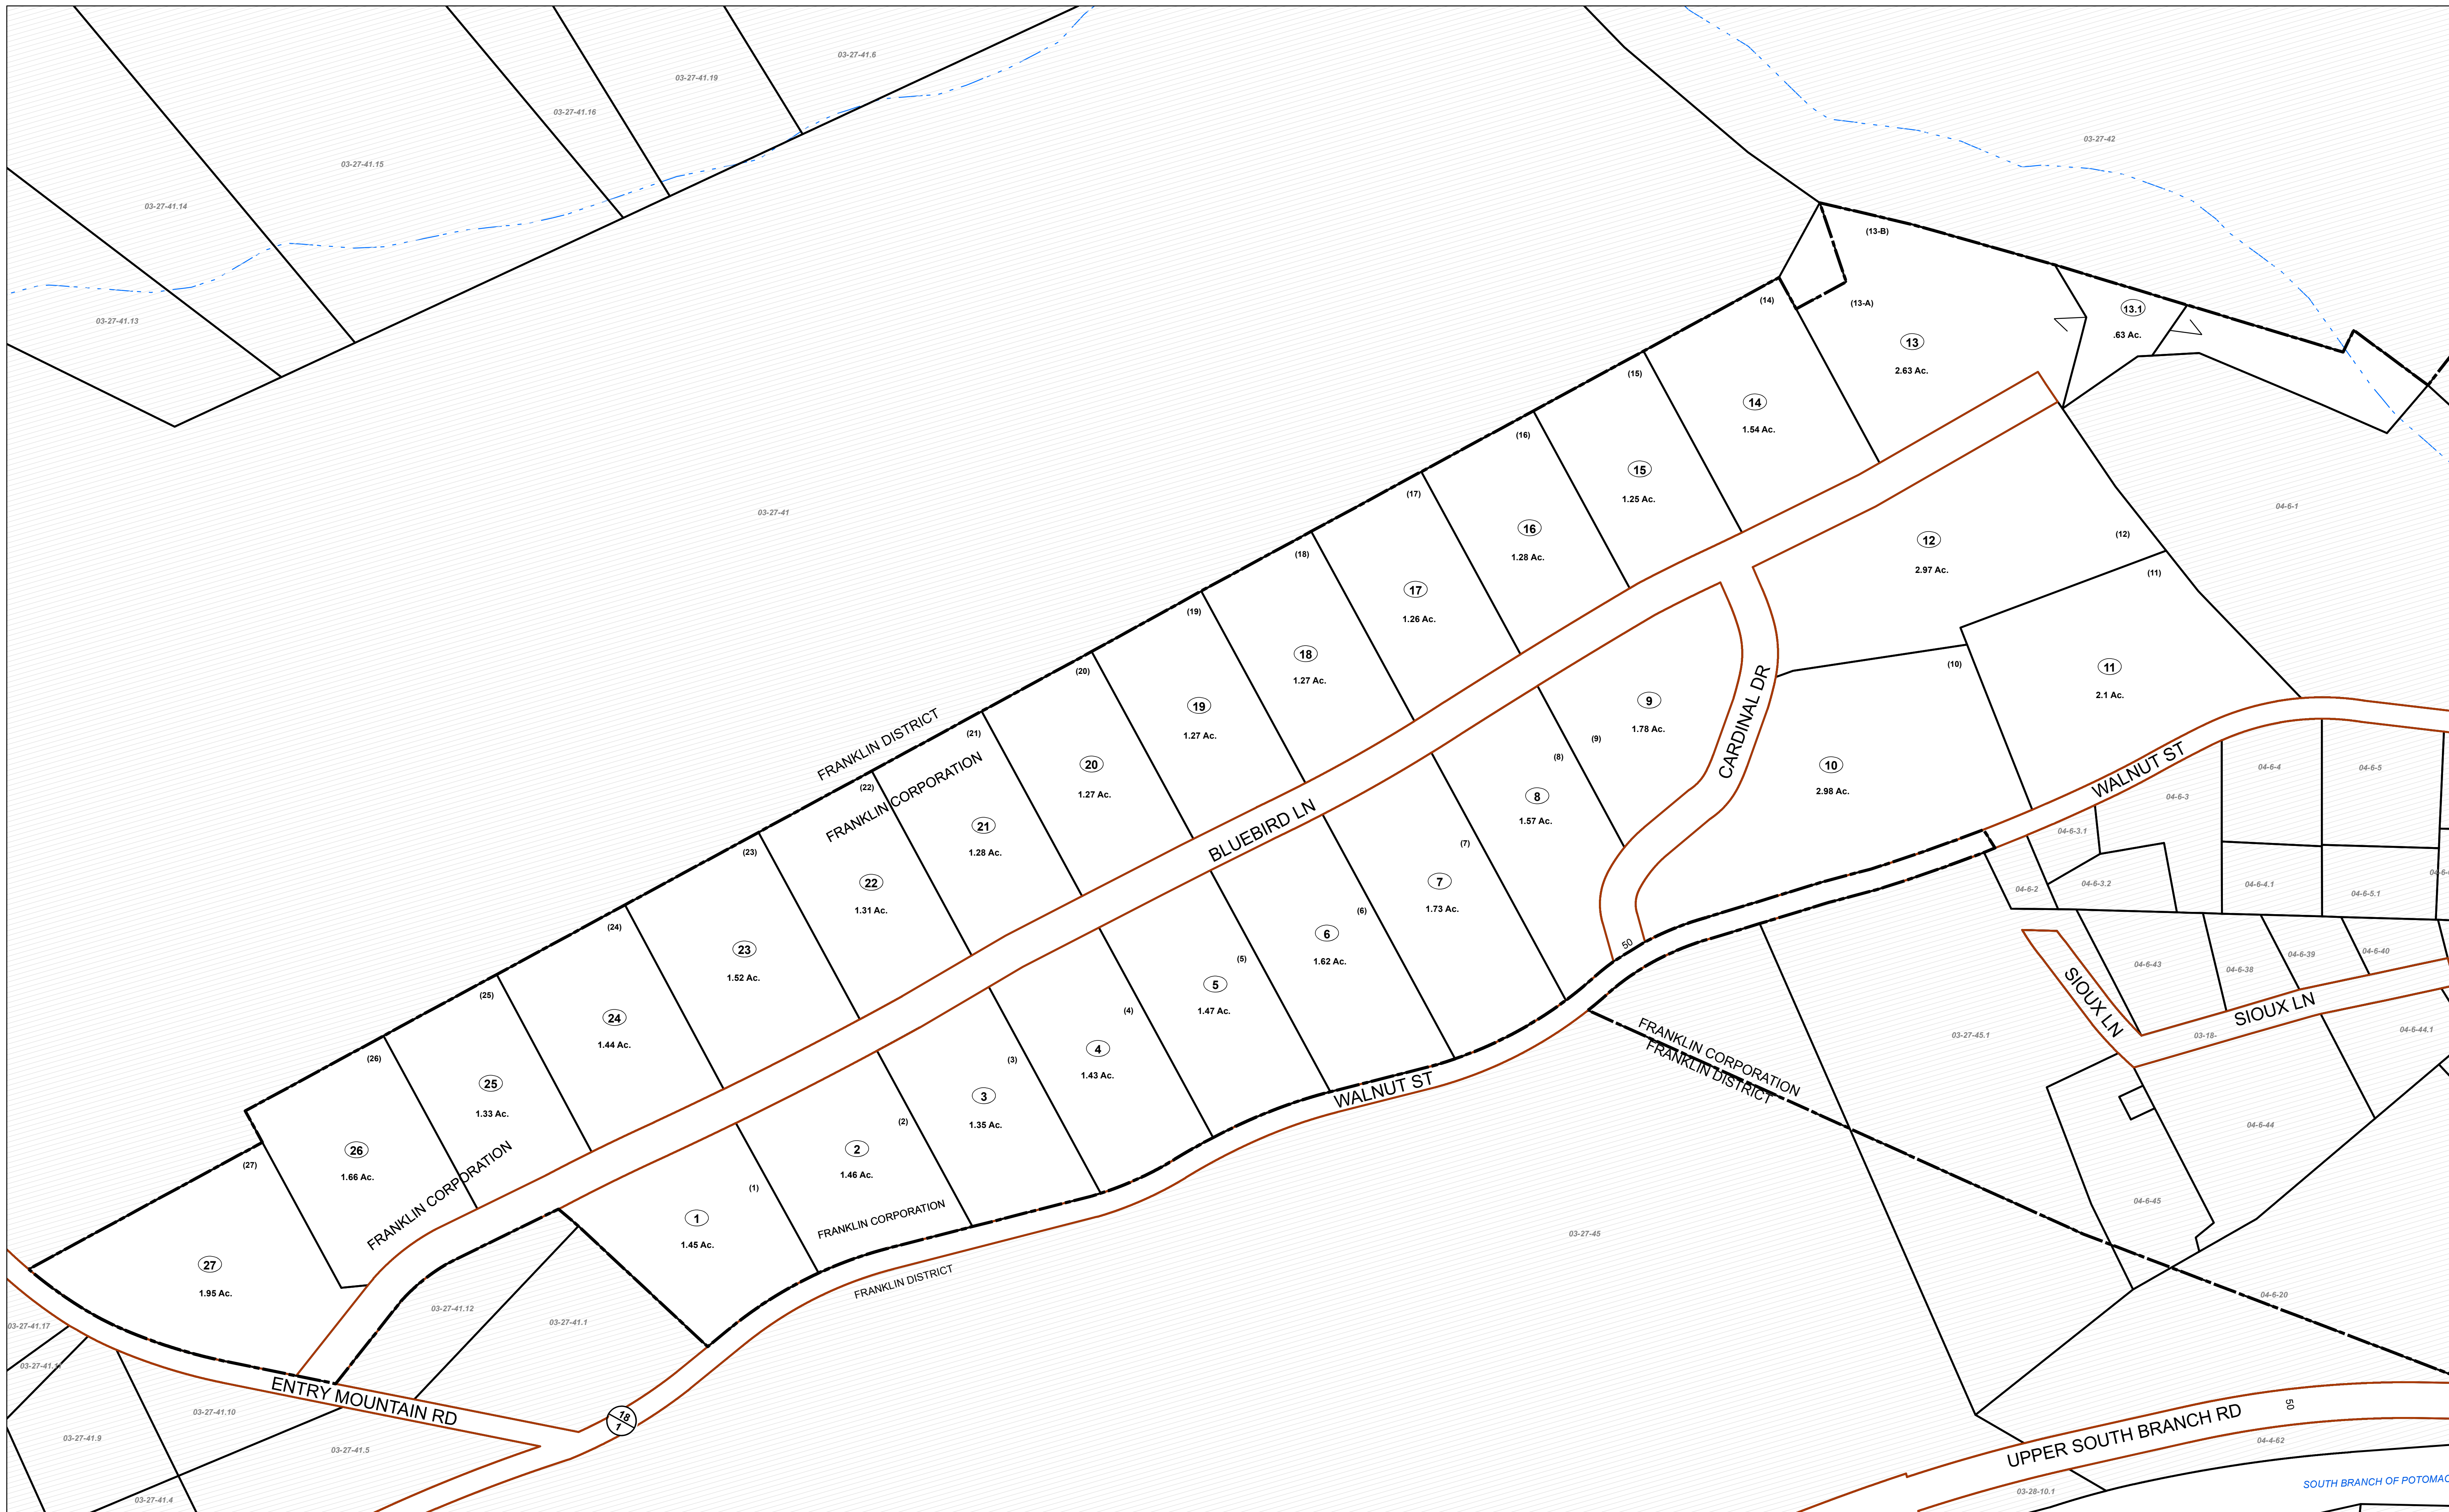 03-27-41.6
03-27-41.19
03-27-41.16
03-27-41.15
03-27-41.14
03-27-41.13
03-27-42
03-27-41
(13-B)
(13-A)
(14)
13.1
.63 Ac.
13
2.63 Ac.
(15)
14
1.54 Ac.
(16)
15
1.25 Ac.
(17)
16
1.28 Ac.
04-6-1
12
2.97 Ac.
(12)
(11)
(18)
17
1.26 Ac.
(19)
18
1.27 Ac.
(20)
19
1.27 Ac.
(10)
11
2.1 Ac.
9
1.78 Ac.
(9)
(8)
CARDINAL DR
10
2.98 Ac.
WALNUT ST
04-6-4
04-6-5
04-6-3
04-6-3.1
04-6-3.2
04-6-2
04-6-4.1
04-6-5.1
FRANKLIN DISTRICT
FRANKLIN CORPORATION
(21)
20
1.27 Ac.
(22)
21
1.28 Ac.
BLUEBIRD LN
8
1.57 Ac.
(7)
(23)
22
1.31 Ac.
7
1.73 Ac.
(6)
(24)
23
1.52 Ac.
6
1.62 Ac.
(5)
50
04-6-43
04-6-38
04-6-39
04-6-40
SIOUX LN
SIOUX LN
03-18-
04-6-44.1
(25)
24
1.44 Ac.
5
1.47 Ac.
(4)
03-27-45.1
FRANKLIN CORPORATION
FRANKLIN DISTRICT
(26)
25
1.33 Ac.
4
1.43 Ac.
(3)
WALNUT ST
3
1.35 Ac.
(2)
04-6-44
(27)
26
1.66 Ac.
FRANKLIN CORPORATION
2
1.46 Ac.
(1)
04-6-45
1
1.45 Ac.
FRANKLIN CORPORATION
FRANKLIN DISTRICT
03-27-45
27
1.95 Ac.
03-27-41.12
03-27-41.1
04-6-20
03-27-41.17
ENTRY MOUNTAIN RD
18
1
03-27-41.10
03-27-41.9
03-27-41.5
03-27-41.4
UPPER SOUTH BRANCH RD
50
04-4-62
03-28-10.1
SOUTH BRANCH OF POTOMAC